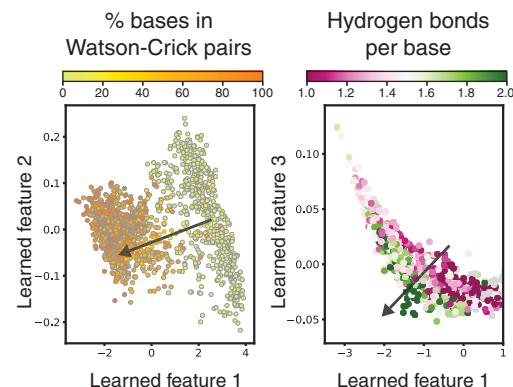 % bases in
Watson-Crick pairs
0 20 40 60 80 100
Learned feature 2
0.2
0.1
0.0
−0.1
−0.2
−2 0 2 4
Learned feature 1
Hydrogen bonds
per base
1.0 1.2 1.4 1.6 1.8 2.0
Learned feature 3
0.10
0.05
0.00
−0.05
−3 −2 −1 0 1
Learned feature 1